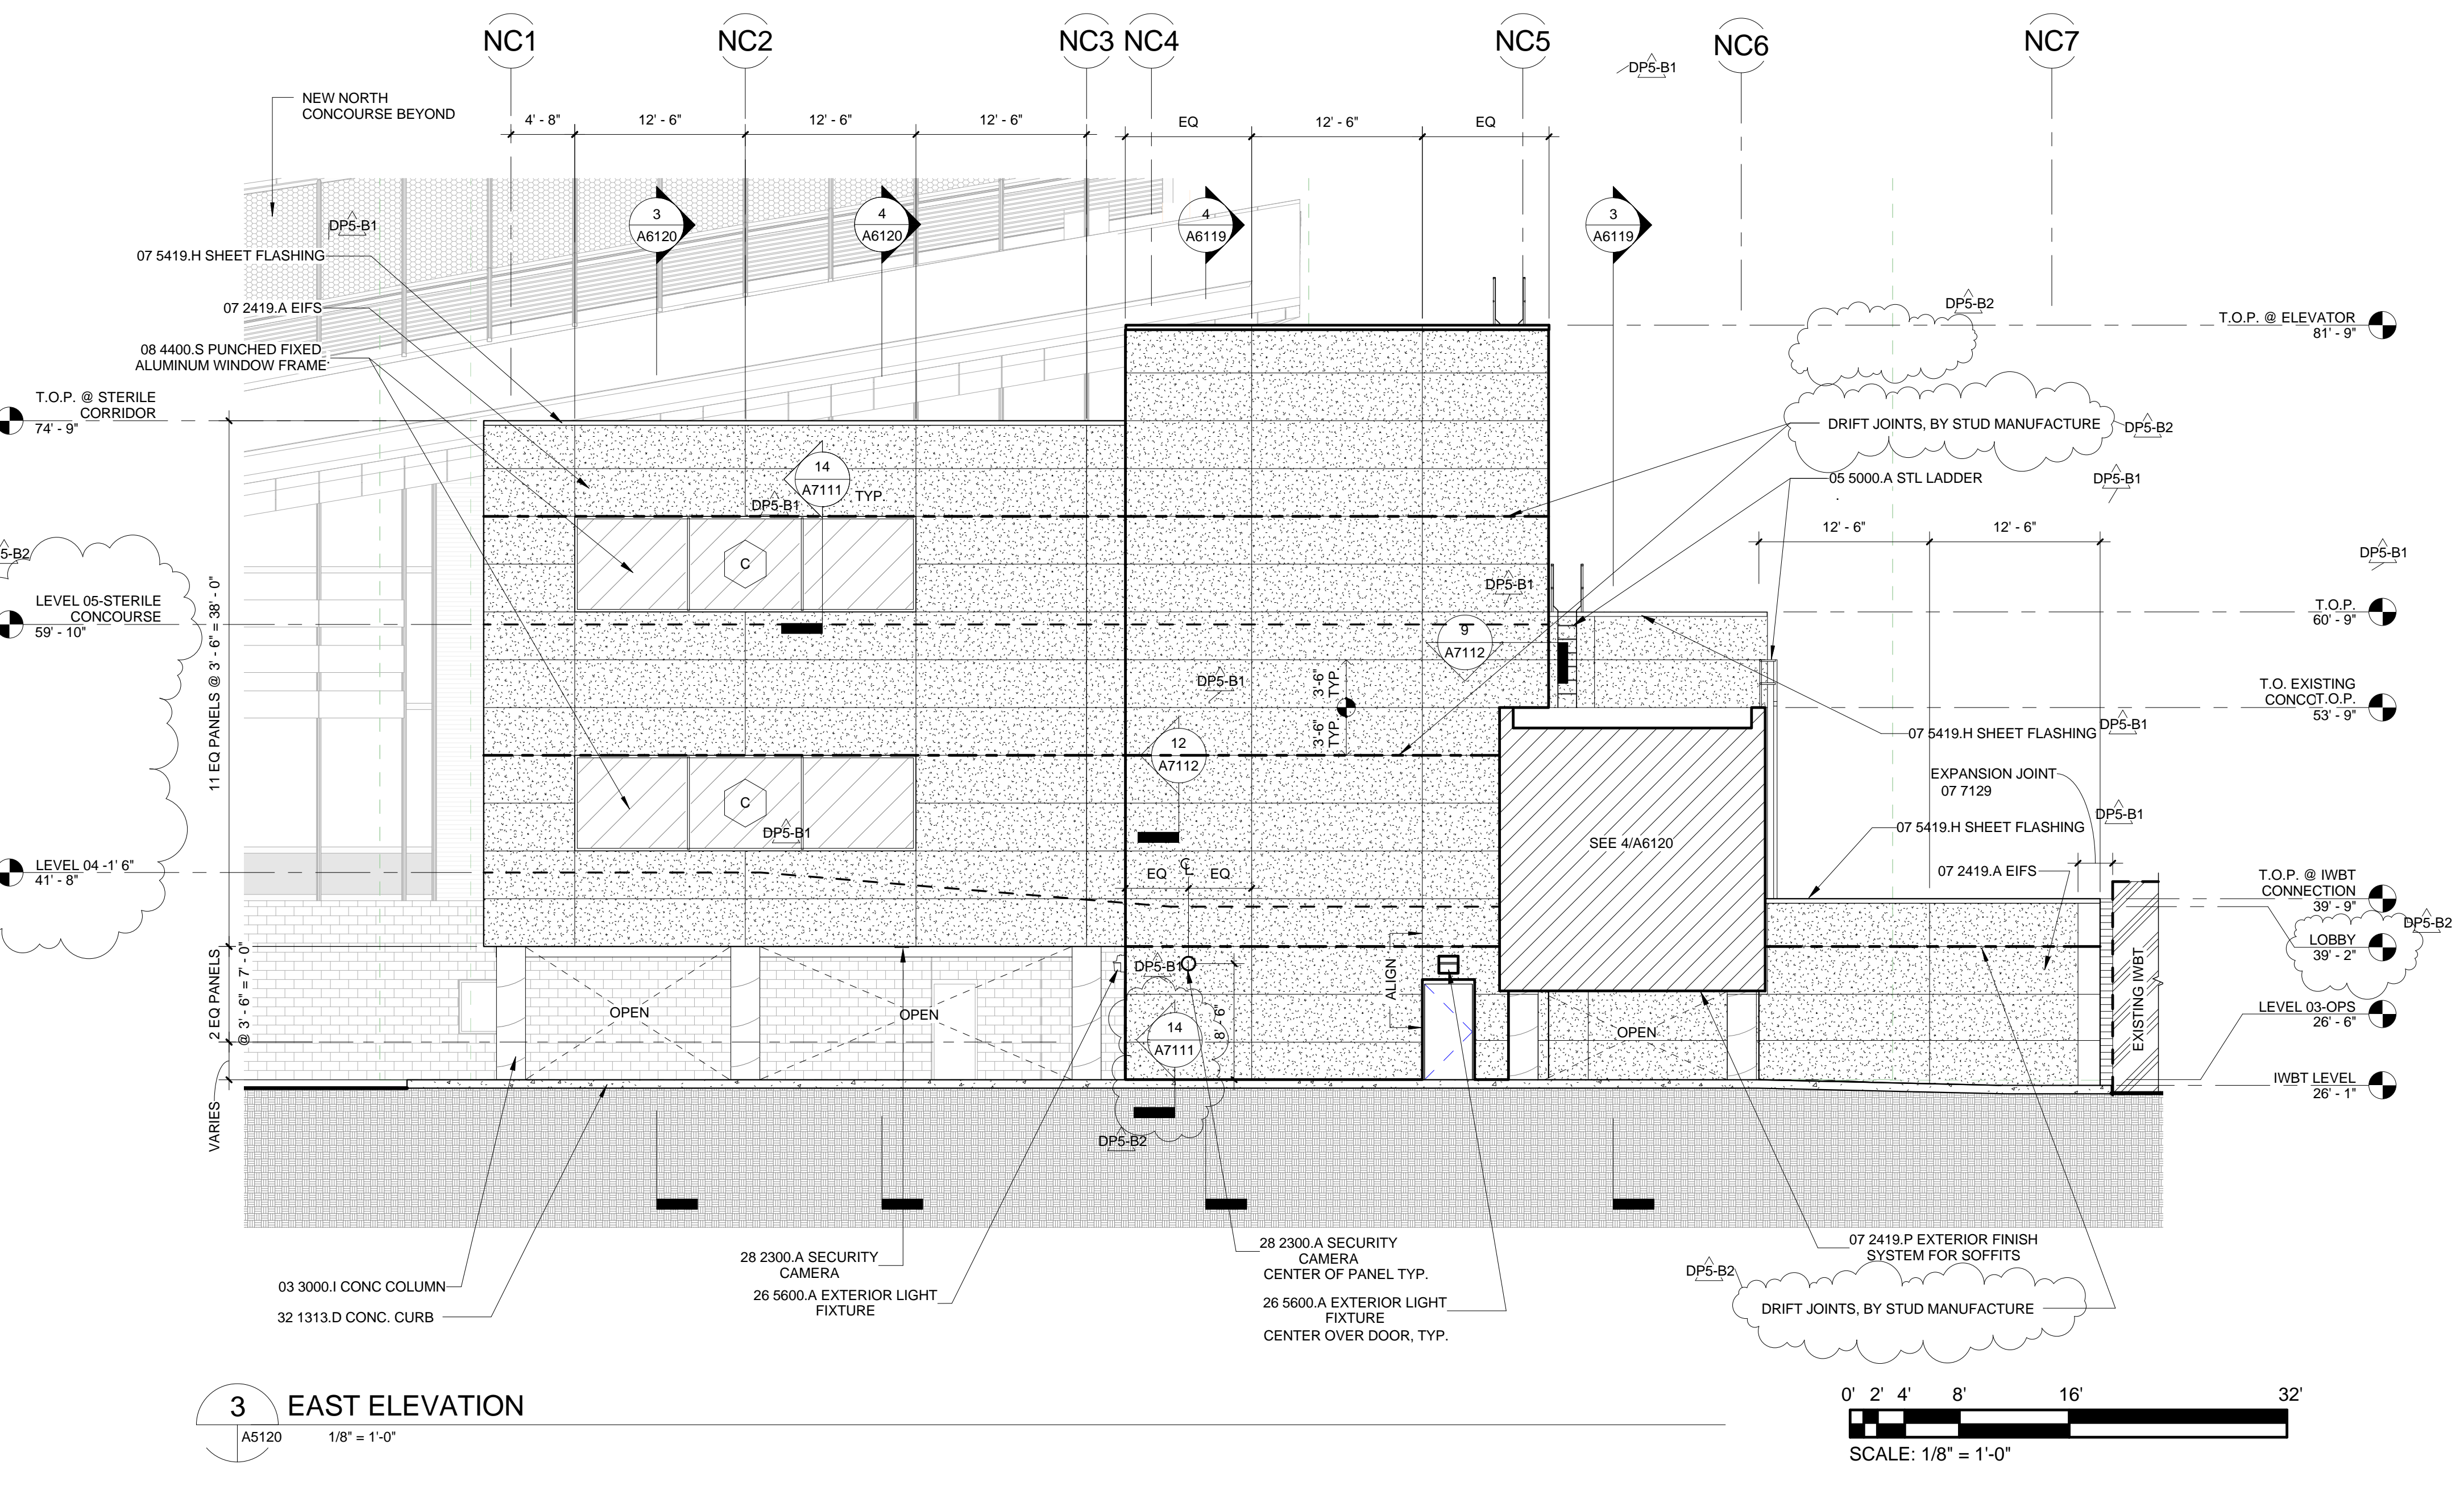 NC1
NC2
NC3
NC4
NC5
NC6
NC7
DP5-B1
NEW NORTH
CONCOURSE BEYOND
4' - 8"
12' - 6"
12' - 6"
12' - 6"
EQ
12' - 6"
EQ
3
A6120
4
A6120
4
A6119
3
A6119
DP5-B1
07 5419.H SHEET FLASHING
07 2419.A EIFS
08 4400.S PUNCHED FIXED
ALUMINUM WINDOW FRAME
DP5-B2
T.O.P. @ ELEVATOR
81' - 9"
T.O.P. @ STERILE
CORRIDOR
74' - 9"
DRIFT JOINTS, BY STUD MANUFACTURE
DP5-B2
14
A7111
TYP.
DP5-B1
05 5000.A STL LADDER
DP5-B1
12' - 6"
12' - 6"
5-B2
DP5-B1
C
DP5-B1
LEVEL 05-STERILE
CONCOURSE
59' - 10"
T.O.P.
60' - 9"
11 EQ PANELS @ 3' - 6" = 38' - 0"
9
A7112
DP5-B1
3'-6"
TYP.
3'-6"
TYP.
T.O. EXISTING
CONCOT.O.P.
53' - 9"
DP5-B1
07 5419.H SHEET FLASHING
12
A7112
EXPANSION JOINT
07 7129
C
DP5-B1
DP5-B1
07 5419.H SHEET FLASHING
SEE 4/A6120
LEVEL 04 -1' 6"
41' - 8"
EQ
CL
EQ
07 2419.A EIFS
T.O.P. @ IWBT
CONNECTION
39' - 9"
DP5-B2
LOBBY
39' - 2"
2 EQ PANELS
@ 3' - 6" = 7' - 0"
DP5-B1
ALIGN
EXISTING IWBT
OPEN
OPEN
OPEN
14
A7111
8' - 6"
LEVEL 03-OPS
26' - 6"
IWBT LEVEL
26' - 1"
VARIES
DP5-B2
28 2300.A SECURITY
CAMERA
26 5600.A EXTERIOR LIGHT
FIXTURE
28 2300.A SECURITY
CAMERA
CENTER OF PANEL TYP.
26 5600.A EXTERIOR LIGHT
FIXTURE
CENTER OVER DOOR, TYP.
07 2419.P EXTERIOR FINISH
SYSTEM FOR SOFFITS
DP5-B2
DRIFT JOINTS, BY STUD MANUFACTURE
03 3000.I CONC COLUMN
32 1313.D CONC. CURB
3
A5120
EAST ELEVATION
1/8" = 1'-0"
0' 2' 4' 8' 16' 32'
SCALE: 1/8" = 1'-0"